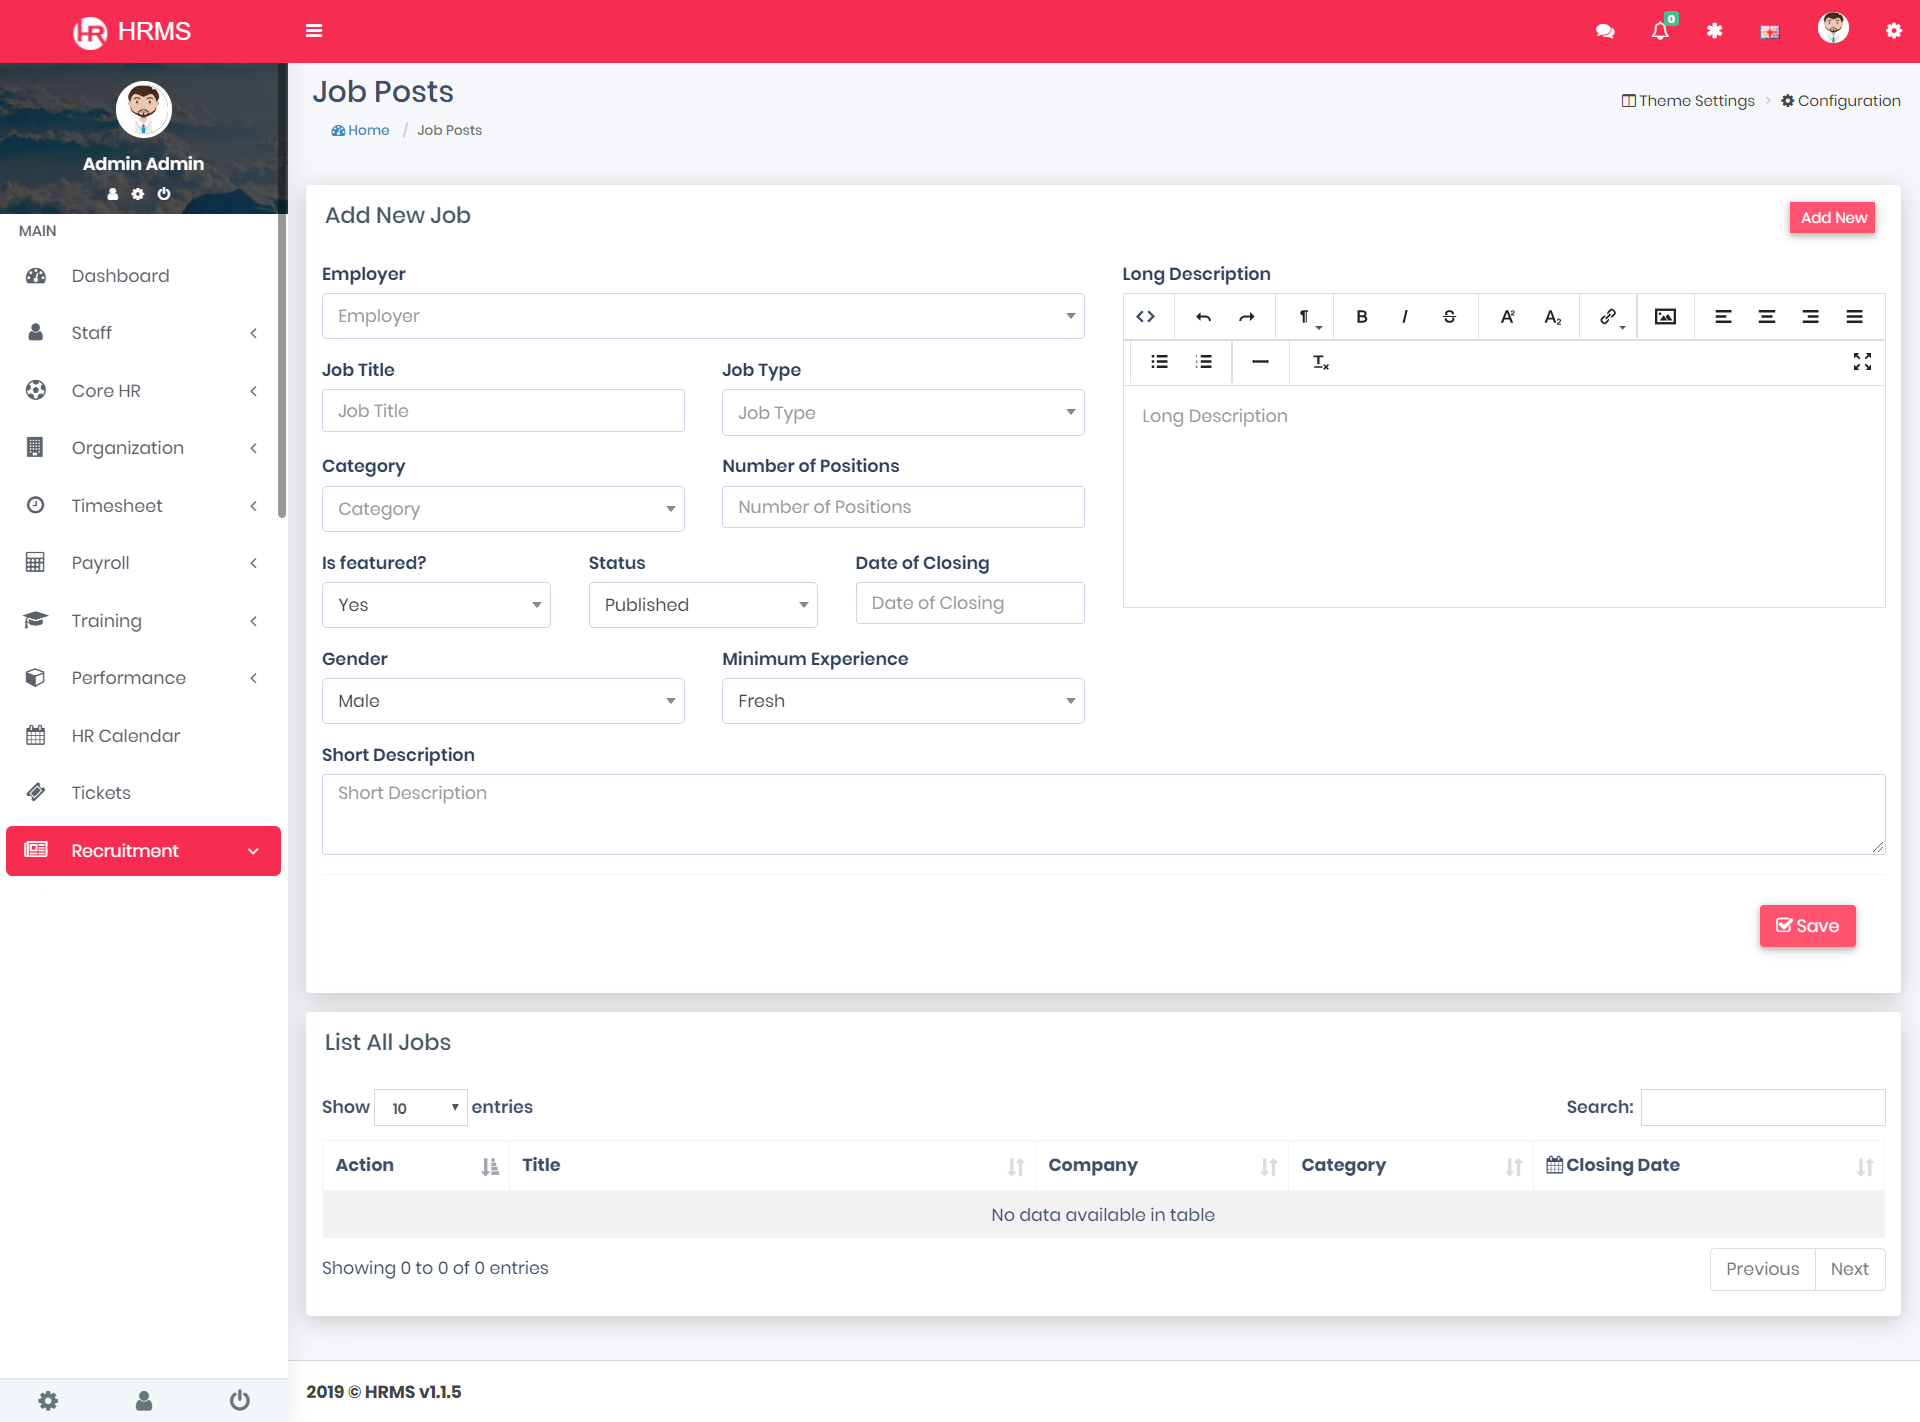 HR HRMS
0
Admin Admin
MAIN
Dashboard
Staff
Core HR
Organization
Timesheet
Payroll
Training
Performance
HR Calendar
Tickets
Recruitment
Job Posts
Home / Job Posts
Theme Settings > Configuration
Add New Job
Add New
Employer
Employer
Job Title
Job Title
Job Type
Job Type
Category
Category
Number of Positions
Number of Positions
Is featured?
Yes
Status
Published
Date of Closing
Date of Closing
Gender
Male
Minimum Experience
Fresh
Long Description
Long Description
Short Description
Short Description
Save
List All Jobs
Show 10 entries
Search:
Action Title Company Category Closing Date
No data available in table
Showing 0 to 0 of 0 entries
Previous Next
2019 © HRMS v1.1.5